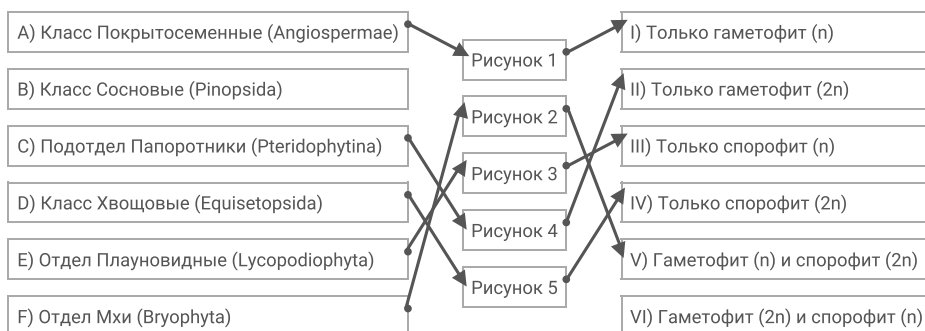 A) Класс Покрытосеменные (Angiospermae)
B) Класс Сосновые (Pinopsida)
C) Подотдел Папоротники (Pteridophytina)
D) Класс Хвощовые (Equisetopsida)
E) Отдел Плауновидные (Lycopodiophyta)
F) Отдел Мхи (Bryophyta)
Рисунок 1
Рисунок 2
Рисунок 3
Рисунок 4
Рисунок 5
I) Только гаметофит (n)
II) Только гаметофит (2n)
III) Только спорофит (n)
IV) Только спорофит (2n)
V) Гаметофит (n) и спорофит (2n)
VI) Гаметофит (2n) и спорофит (n)